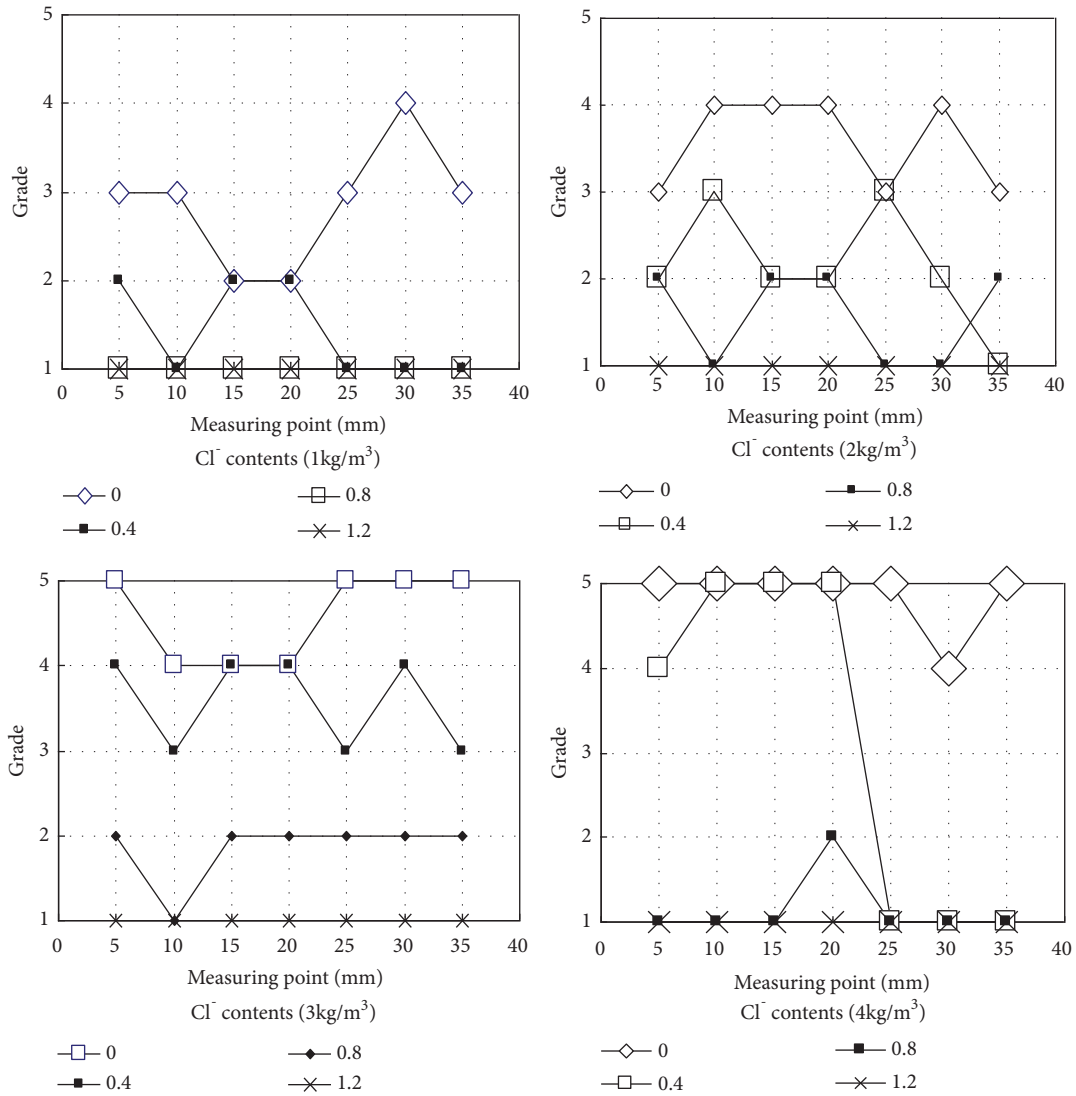 5
4
3
2
1
Grade
0 5 10 15 20 25 30 35 40
Measuring point (mm)
Cl⁻ contents (1kg/m³)
0
0.8
0.4
1.2
5
4
3
2
1
Grade
0 5 10 15 20 25 30 35 40
Measuring point (mm)
Cl⁻ contents (2kg/m³)
0
0.8
0.4
1.2
5
4
3
2
1
Grade
0 5 10 15 20 25 30 35 40
Measuring point (mm)
Cl⁻ contents (3kg/m³)
0
0.8
0.4
1.2
5
4
3
2
1
Grade
0 5 10 15 20 25 30 35 40
Measuring point (mm)
Cl⁻ contents (4kg/m³)
0
0.8
0.4
1.2